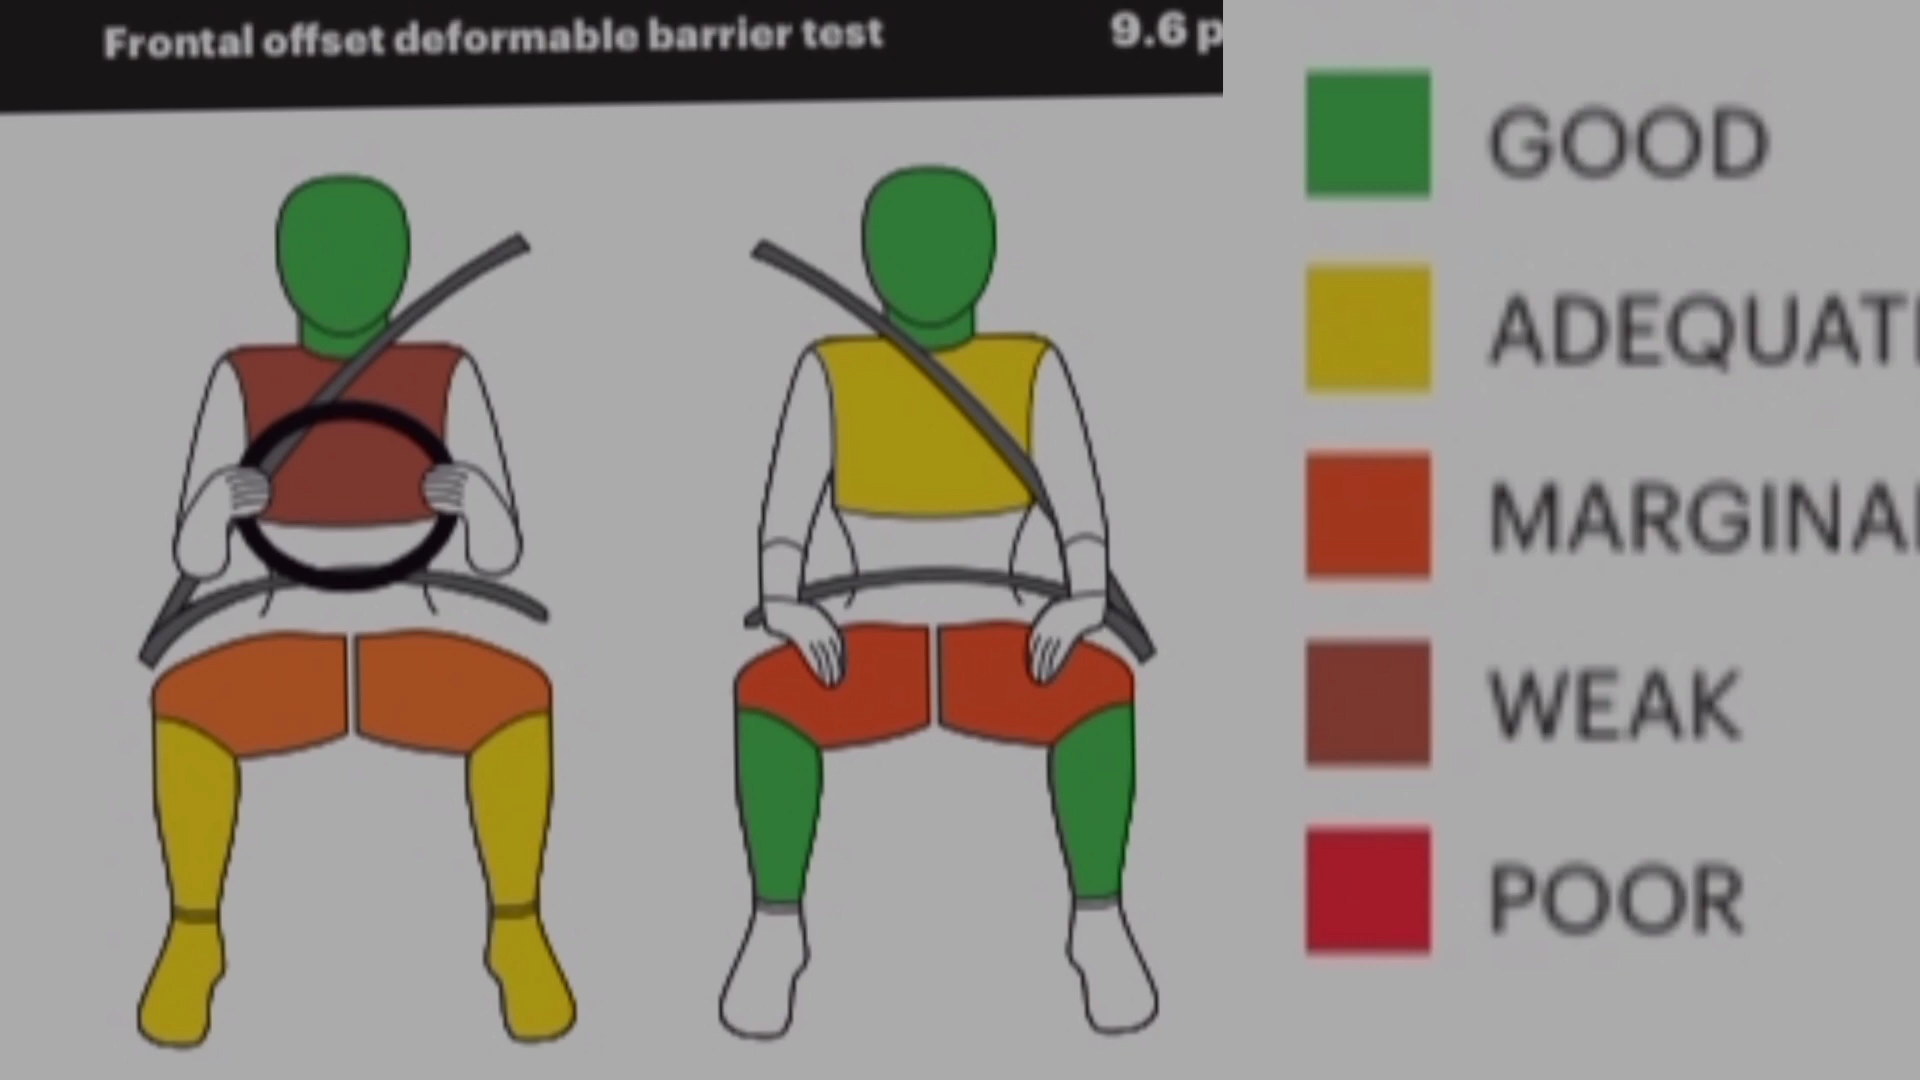 Frontal offset deformable barrier test
9.6 p
GOOD
ADEQUAT
MARGINA
WEAK
POOR